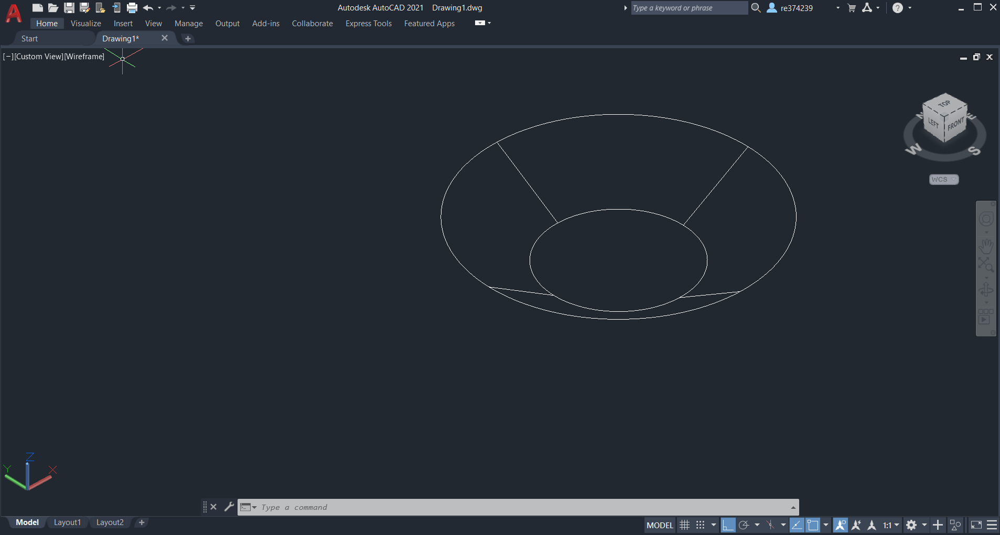 Autodesk AutoCAD 2021 Drawing1.dwg
Type a keyword or phrase
re374239
Home Visualize Insert View Manage Output Add-ins Collaborate Express Tools Featured Apps
Start Drawing1*
[−][Custom View][Wireframe]
TOP
LEFT FRONT
N E
W S
WCS
Z
Y X
Type a command
Model Layout1 Layout2
MODEL 1:1